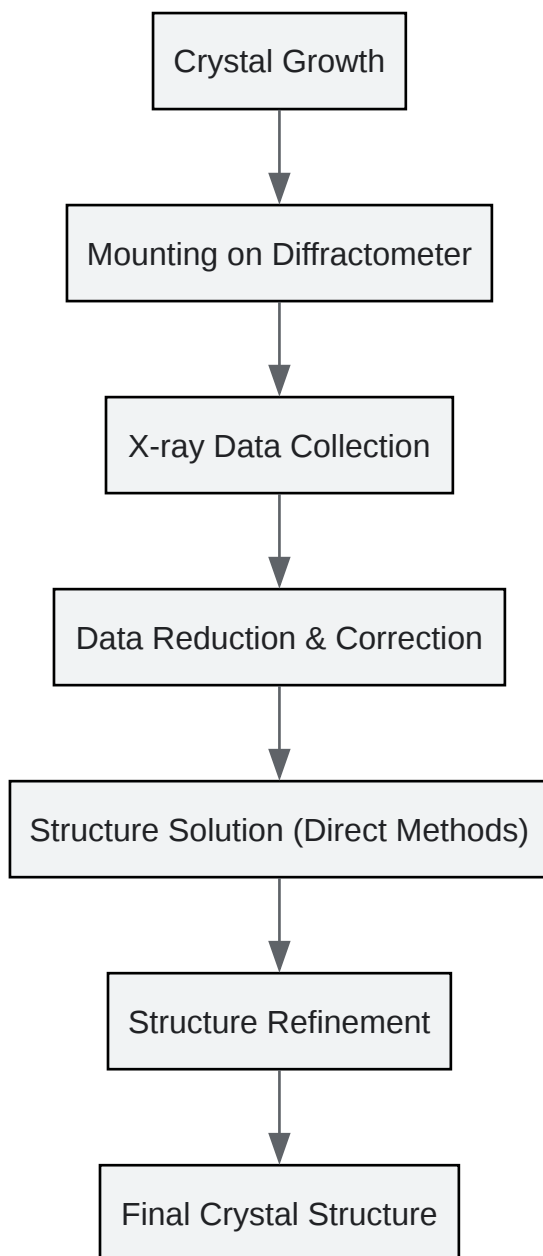 Crystal Growth
Mounting on Diffractometer
X-ray Data Collection
Data Reduction & Correction
Structure Solution (Direct Methods)
Structure Refinement
Final Crystal Structure